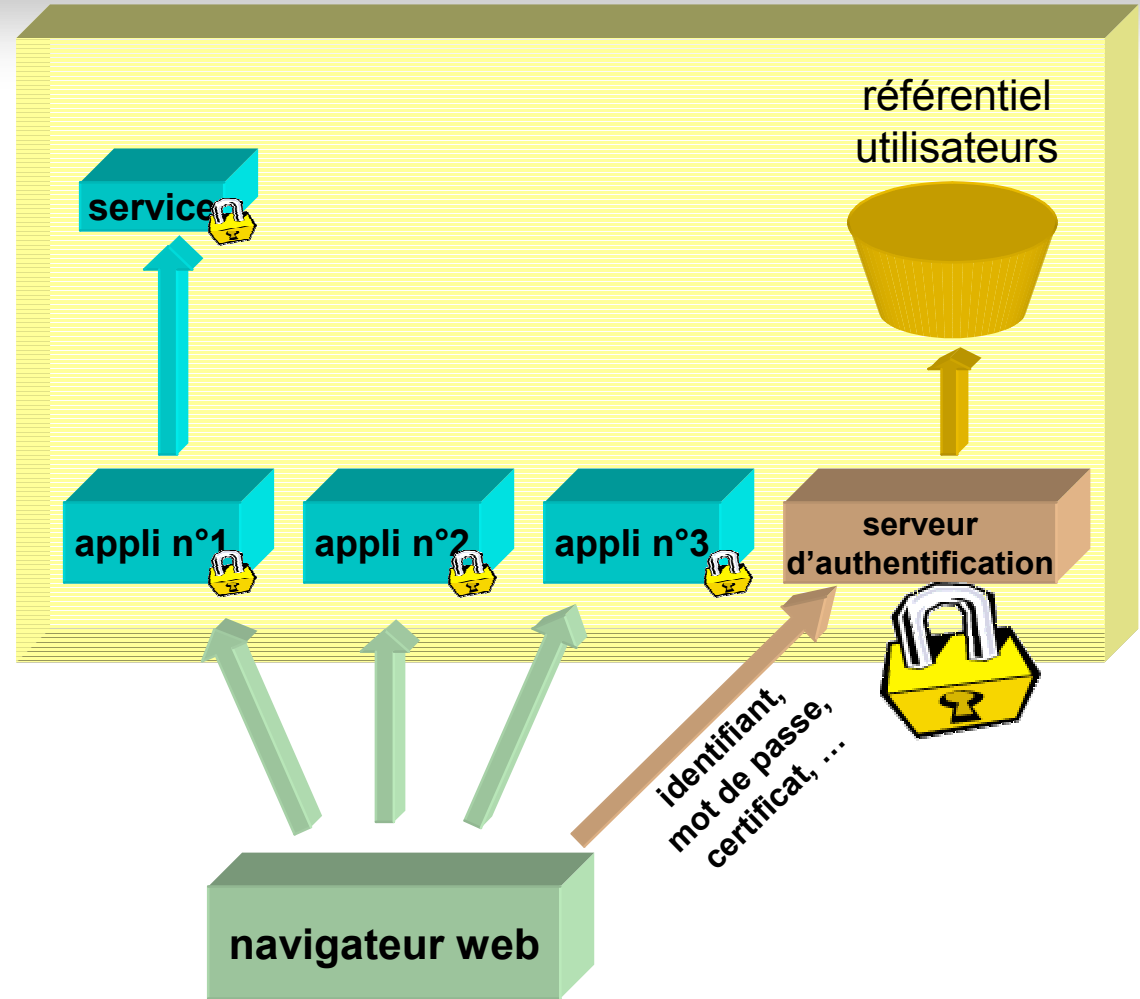 référentiel
utilisateurs
service
appli n°1
appli n°2
appli n°3
serveur
d’authentification
identifiant,
mot de passe,
certificat, …
navigateur web